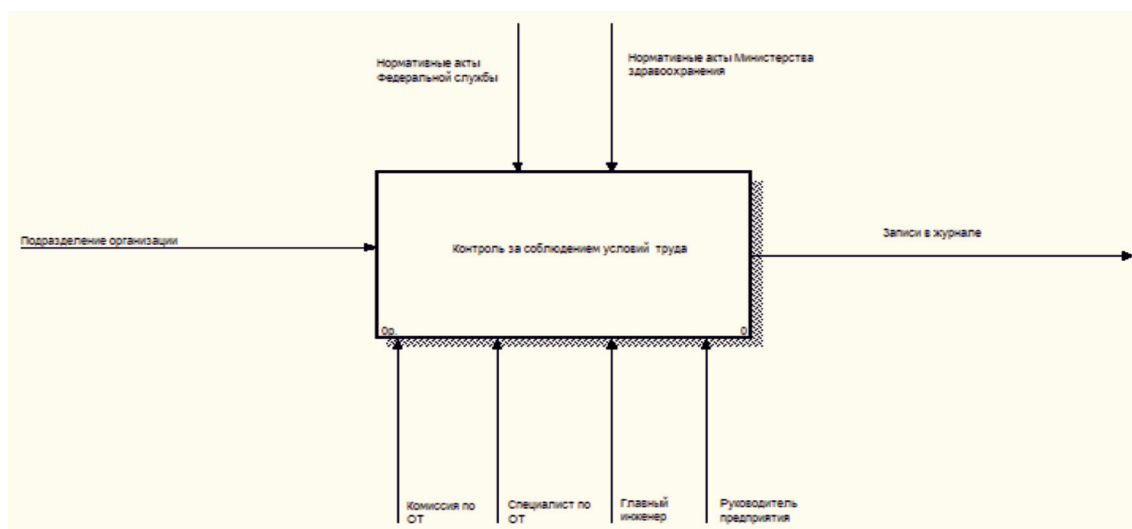 Нормативные акты
Федеральной службы
Нормативные акты Министерства
здравоохранения
Подразделение организации
Контроль за соблюдением условий труда
Записи в журнале
0р.
0
Комиссия по
ОТ
Специалист по
ОТ
Главный
инженер
Руководитель
предприятия